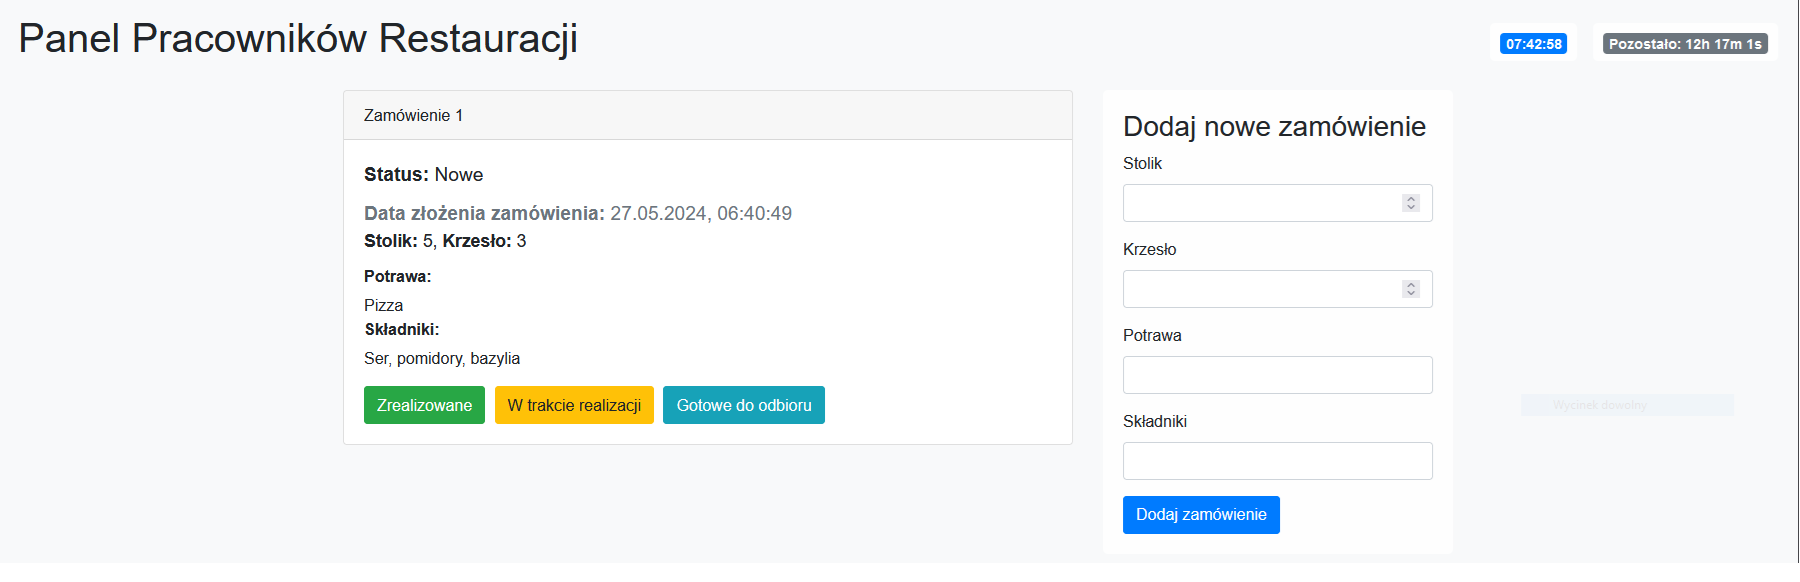 Panel Pracowników Restauracji
07:42:58
Pozostało: 12h 17m 1s
Zamówienie 1
Status: Nowe
Data złożenia zamówienia: 27.05.2024, 06:40:49
Stolik: 5, Krzesło: 3
Potrawa:
Pizza
Składniki:
Ser, pomidory, bazylia
Zrealizowane
W trakcie realizacji
Gotowe do odbioru
Dodaj nowe zamówienie
Stolik
Krzesło
Potrawa
Składniki
Dodaj zamówienie
Wycinek dowolny